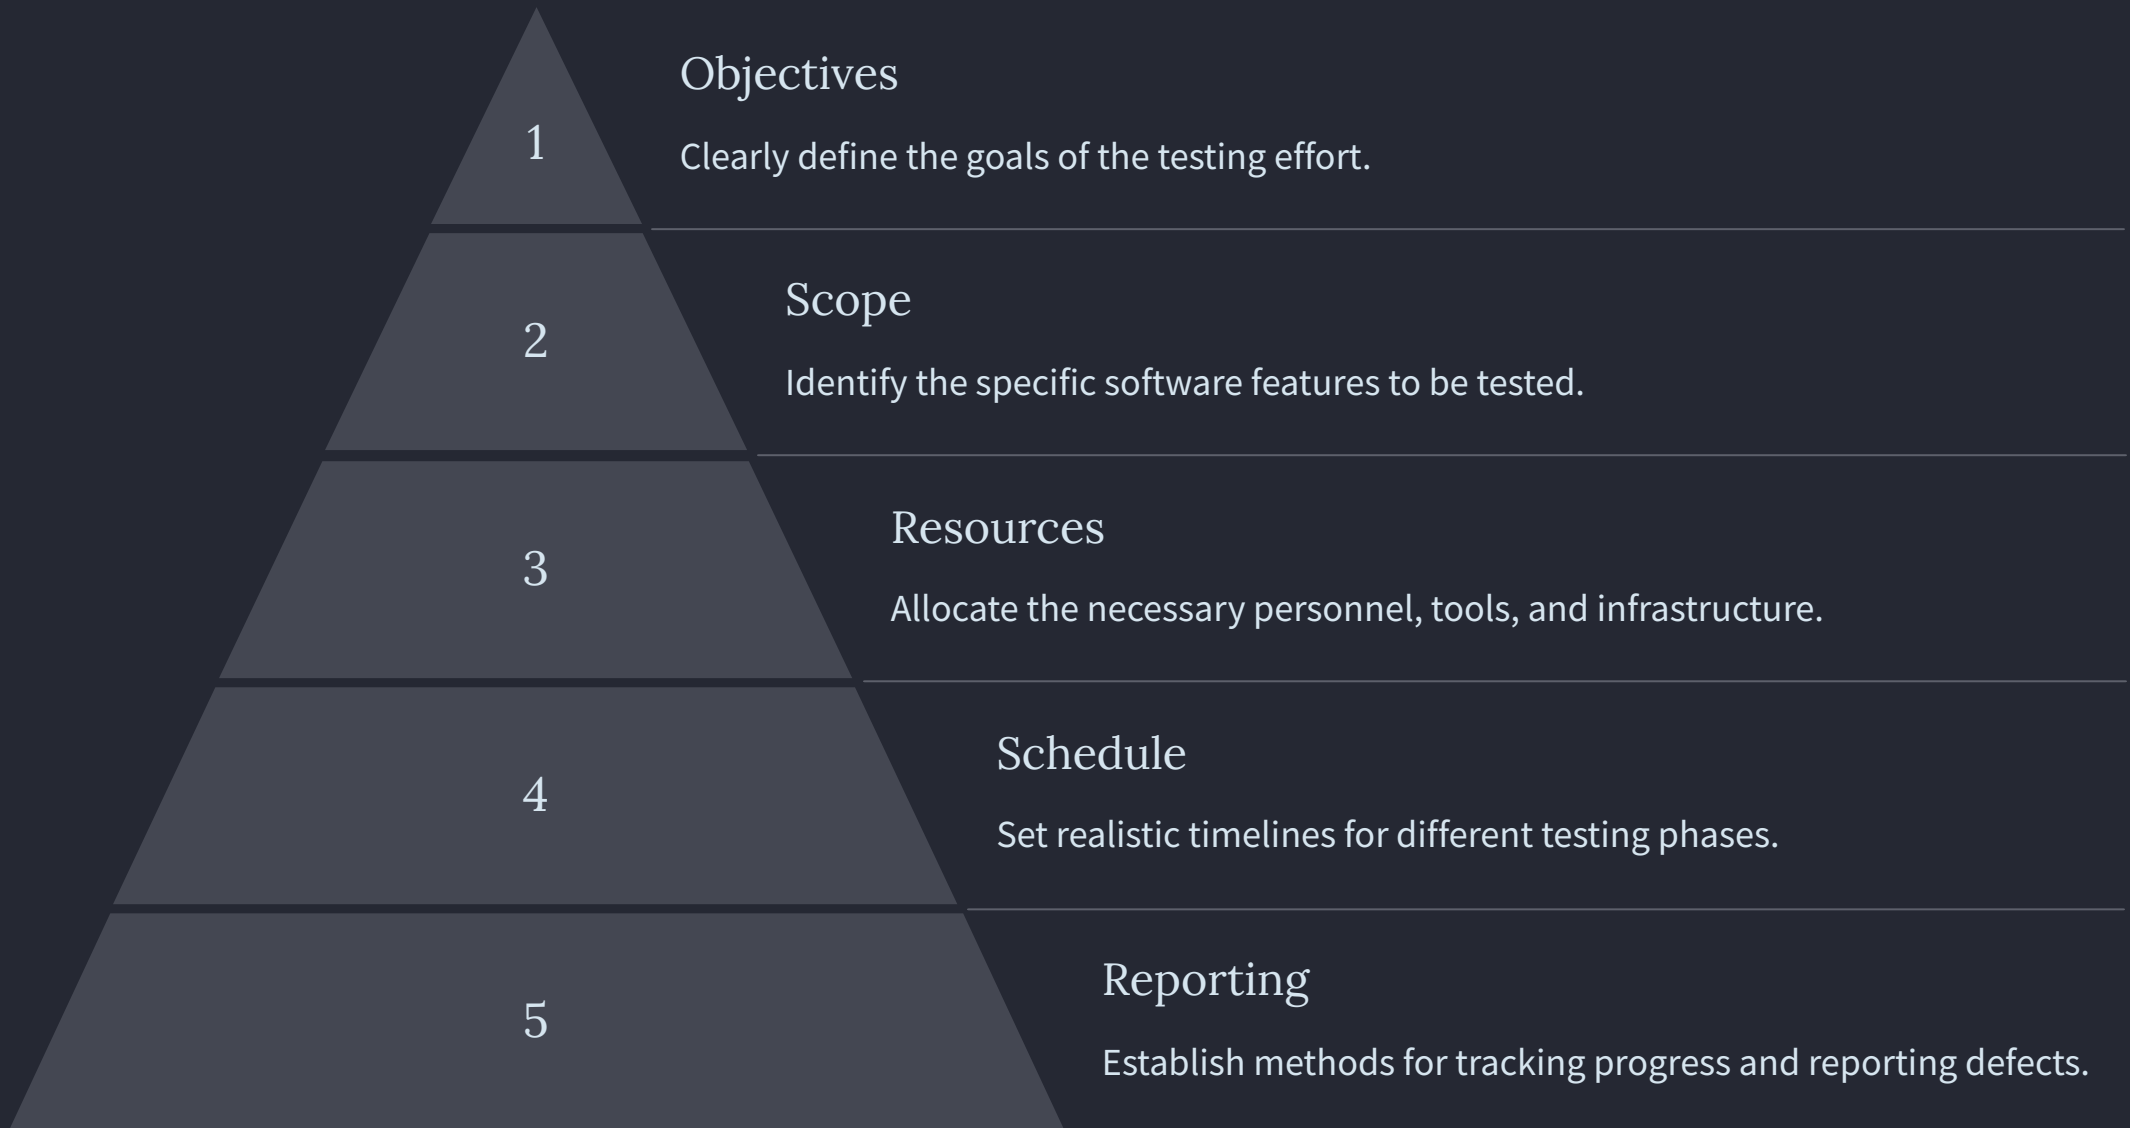 1
Objectives
Clearly define the goals of the testing effort.
2
Scope
Identify the specific software features to be tested.
3
Resources
Allocate the necessary personnel, tools, and infrastructure.
4
Schedule
Set realistic timelines for different testing phases.
5
Reporting
Establish methods for tracking progress and reporting defects.